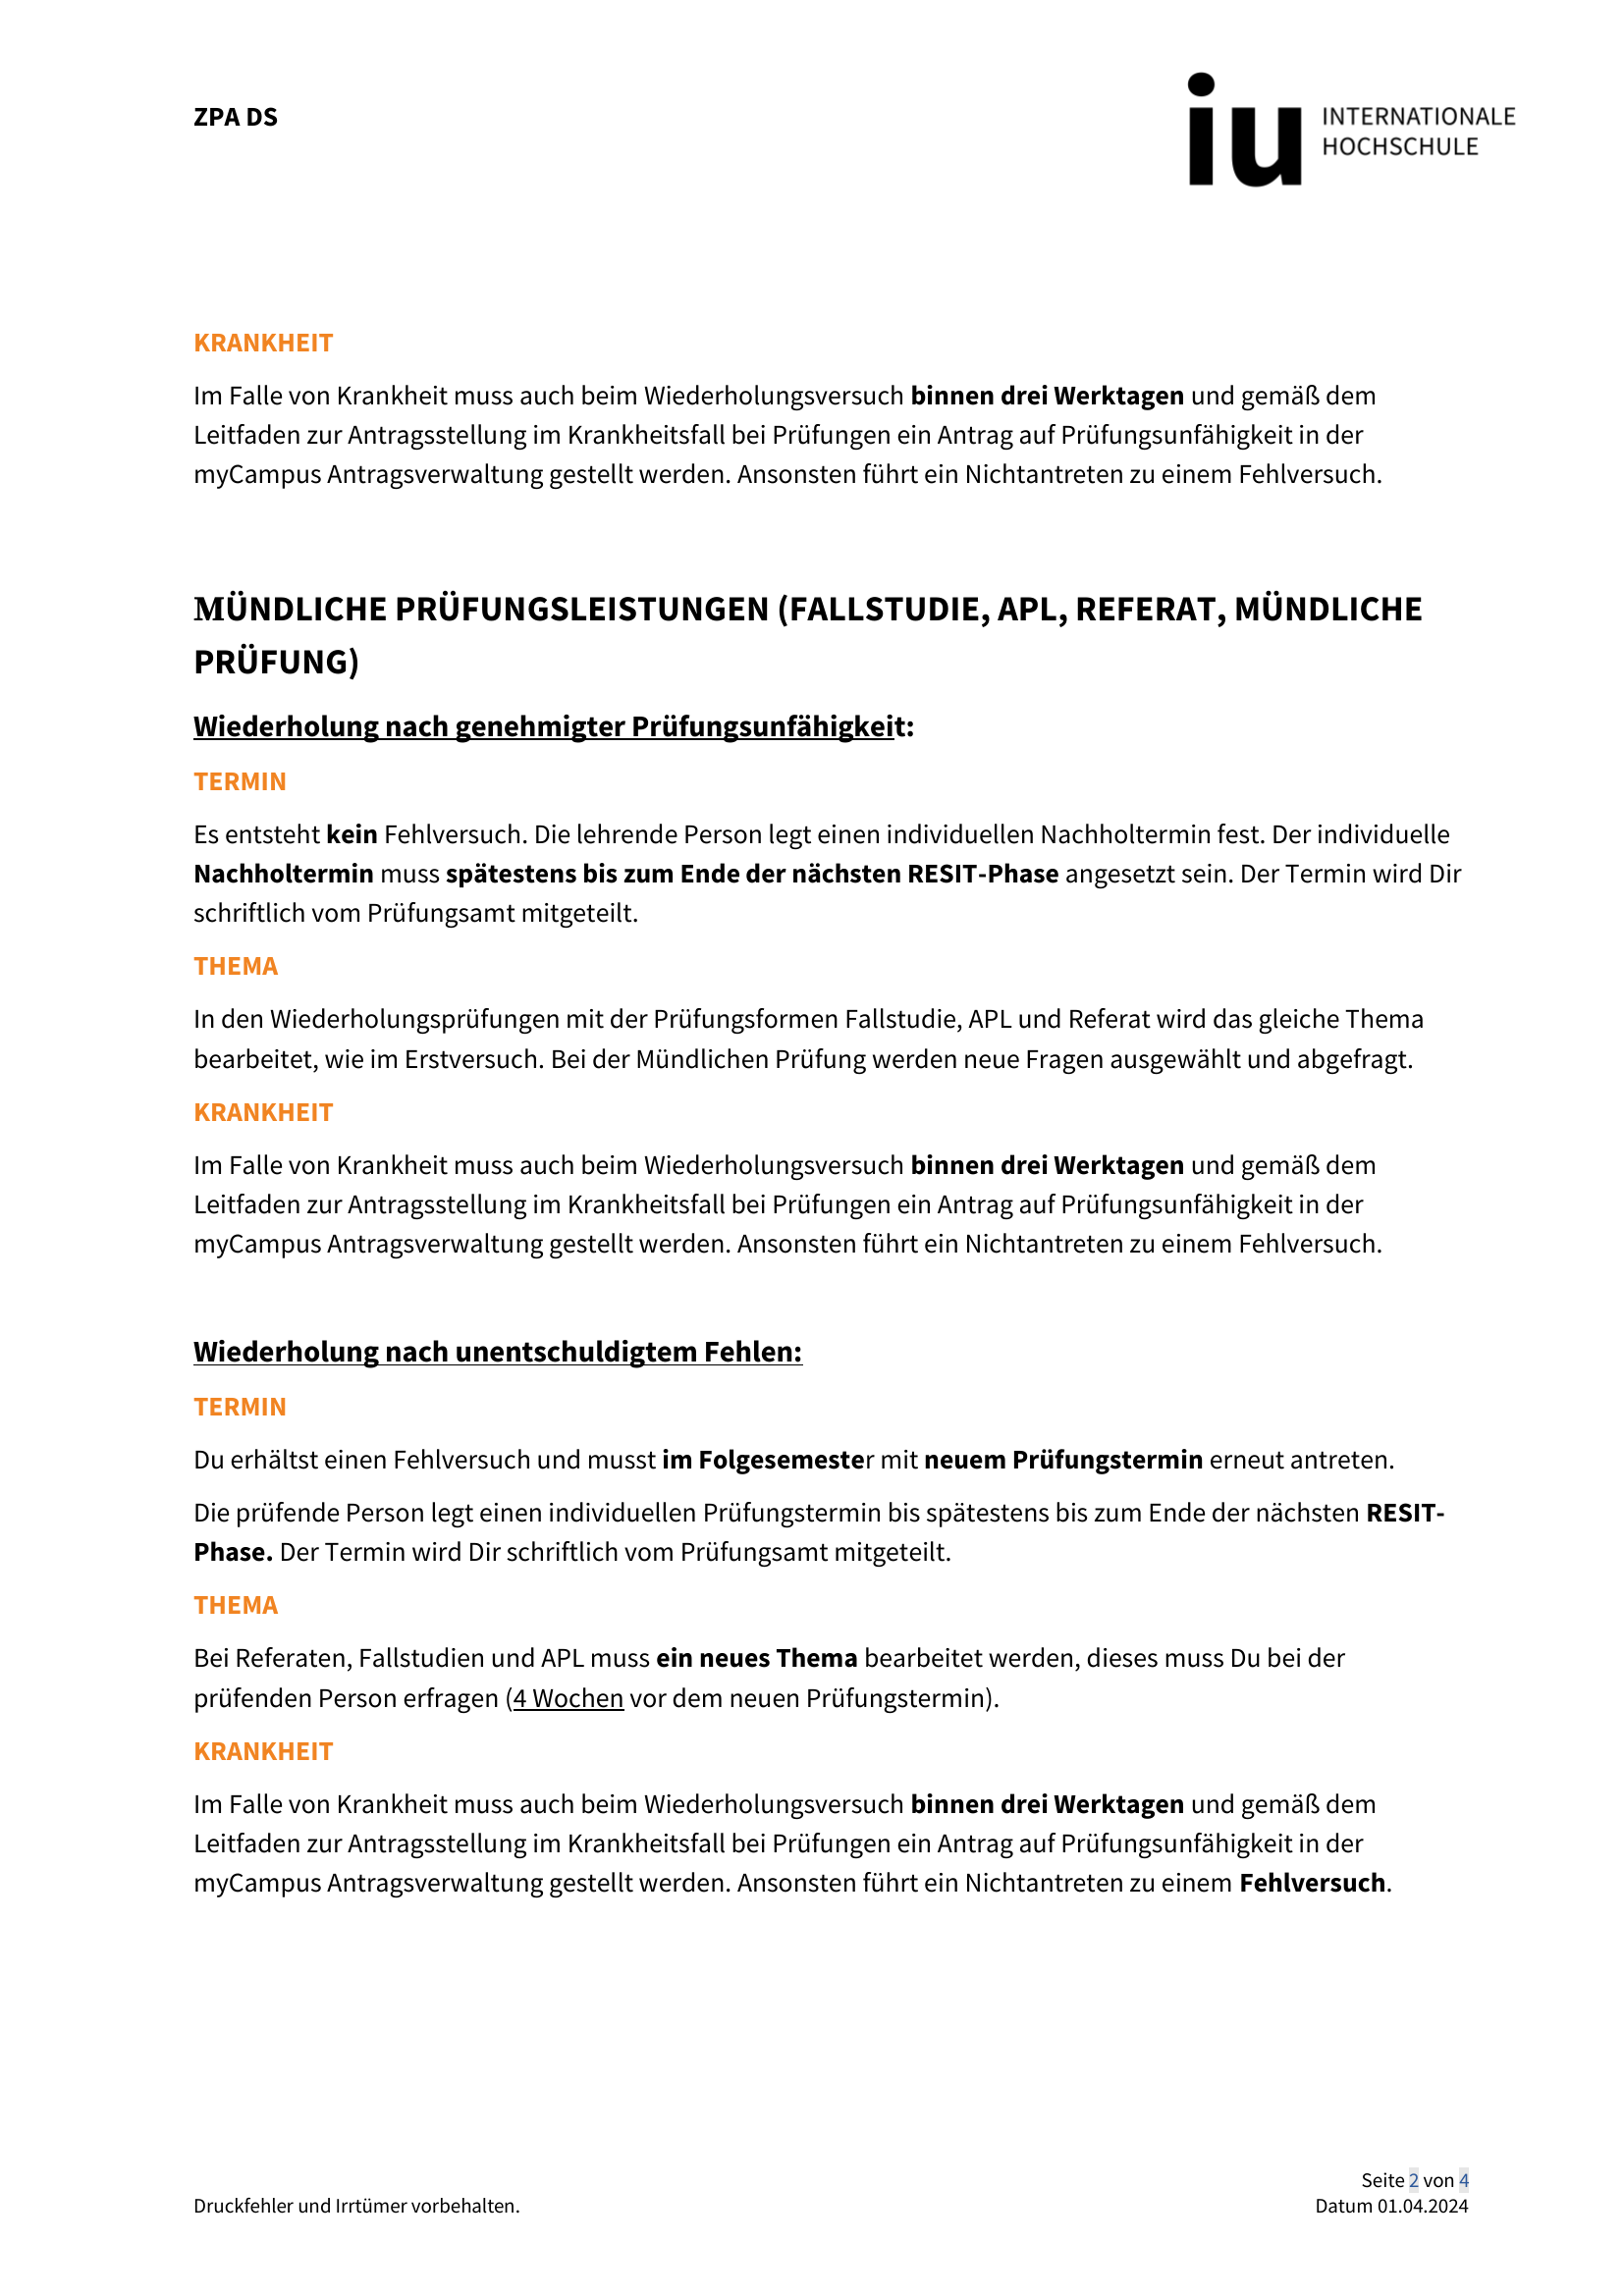 ZPA DS
iu INTERNATIONALE
HOCHSCHULE
KRANKHEIT
Im Falle von Krankheit muss auch beim Wiederholungsversuch binnen drei Werktagen und gemäß dem
Leitfaden zur Antragsstellung im Krankheitsfall bei Prüfungen ein Antrag auf Prüfungsunfähigkeit in der
myCampus Antragsverwaltung gestellt werden. Ansonsten führt ein Nichtantreten zu einem Fehlversuch.
MÜNDLICHE PRÜFUNGSLEISTUNGEN (FALLSTUDIE, APL, REFERAT, MÜNDLICHE
PRÜFUNG)
Wiederholung nach genehmigter Prüfungsunfähigkeit:
TERMIN
Es entsteht kein Fehlversuch. Die lehrende Person legt einen individuellen Nachholtermin fest. Der individuelle
Nachholtermin muss spätestens bis zum Ende der nächsten RESIT-Phase angesetzt sein. Der Termin wird Dir
schriftlich vom Prüfungsamt mitgeteilt.
THEMA
In den Wiederholungsprüfungen mit der Prüfungsformen Fallstudie, APL und Referat wird das gleiche Thema
bearbeitet, wie im Erstversuch. Bei der Mündlichen Prüfung werden neue Fragen ausgewählt und abgefragt.
KRANKHEIT
Im Falle von Krankheit muss auch beim Wiederholungsversuch binnen drei Werktagen und gemäß dem
Leitfaden zur Antragsstellung im Krankheitsfall bei Prüfungen ein Antrag auf Prüfungsunfähigkeit in der
myCampus Antragsverwaltung gestellt werden. Ansonsten führt ein Nichtantreten zu einem Fehlversuch.
Wiederholung nach unentschuldigtem Fehlen:
TERMIN
Du erhältst einen Fehlversuch und musst im Folgesemester mit neuem Prüfungstermin erneut antreten.
Die prüfende Person legt einen individuellen Prüfungstermin bis spätestens bis zum Ende der nächsten RESIT-
Phase. Der Termin wird Dir schriftlich vom Prüfungsamt mitgeteilt.
THEMA
Bei Referaten, Fallstudien und APL muss ein neues Thema bearbeitet werden, dieses muss Du bei der
prüfenden Person erfragen (4 Wochen vor dem neuen Prüfungstermin).
KRANKHEIT
Im Falle von Krankheit muss auch beim Wiederholungsversuch binnen drei Werktagen und gemäß dem
Leitfaden zur Antragsstellung im Krankheitsfall bei Prüfungen ein Antrag auf Prüfungsunfähigkeit in der
myCampus Antragsverwaltung gestellt werden. Ansonsten führt ein Nichtantreten zu einem Fehlversuch.
Seite 2 von 4
Druckfehler und Irrtümer vorbehalten.
Datum 01.04.2024